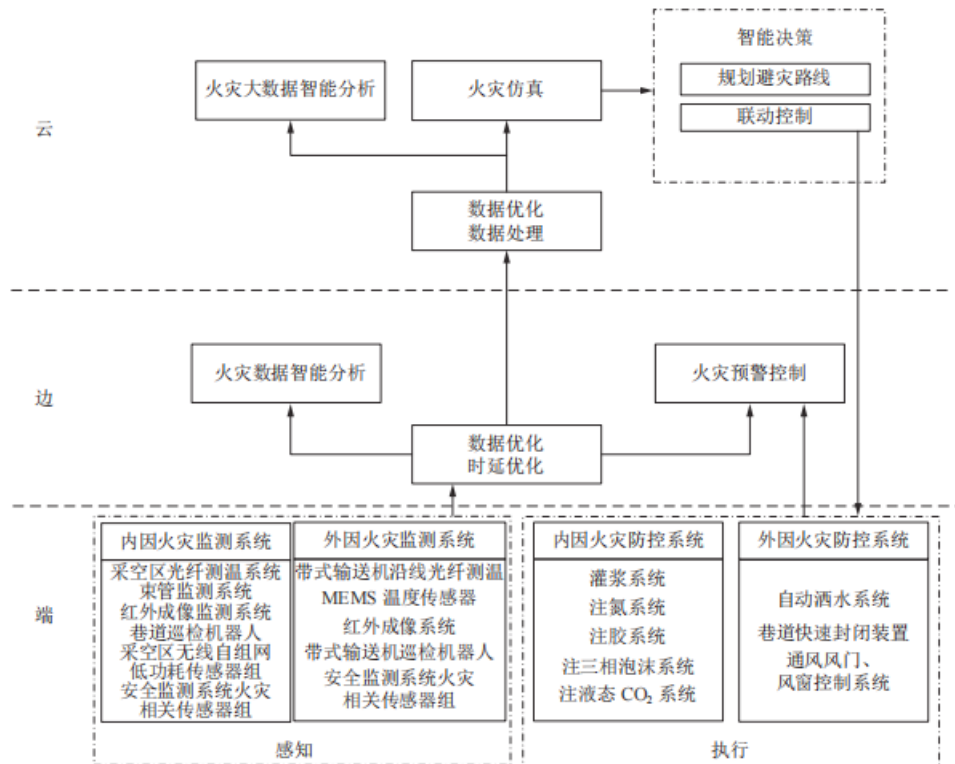 智能决策
火灾大数据智能分析
火灾仿真
规划避灾路线
联动控制
云
数据优化
数据处理
火灾数据智能分析
火灾预警控制
边
数据优化
时延优化
内因火灾监测系统
外因火灾监测系统
内因火灾防控系统
外因火灾防控系统
采空区光纤测温系统
束管监测系统
红外成像监测系统
巷道巡检机器人
采空区无线自组网
低功耗传感器组
安全监测系统火灾
相关传感器组
带式输送机沿线光纤测温
MEMS 温度传感器
红外成像系统
带式输送机巡检机器人
安全监测系统火灾
相关传感器组
灌浆系统
注氮系统
注胶系统
注三相泡沫系统
注液态 CO₂ 系统
自动洒水系统
巷道快速封闭装置
通风风门、
风窗控制系统
端
感知
执行